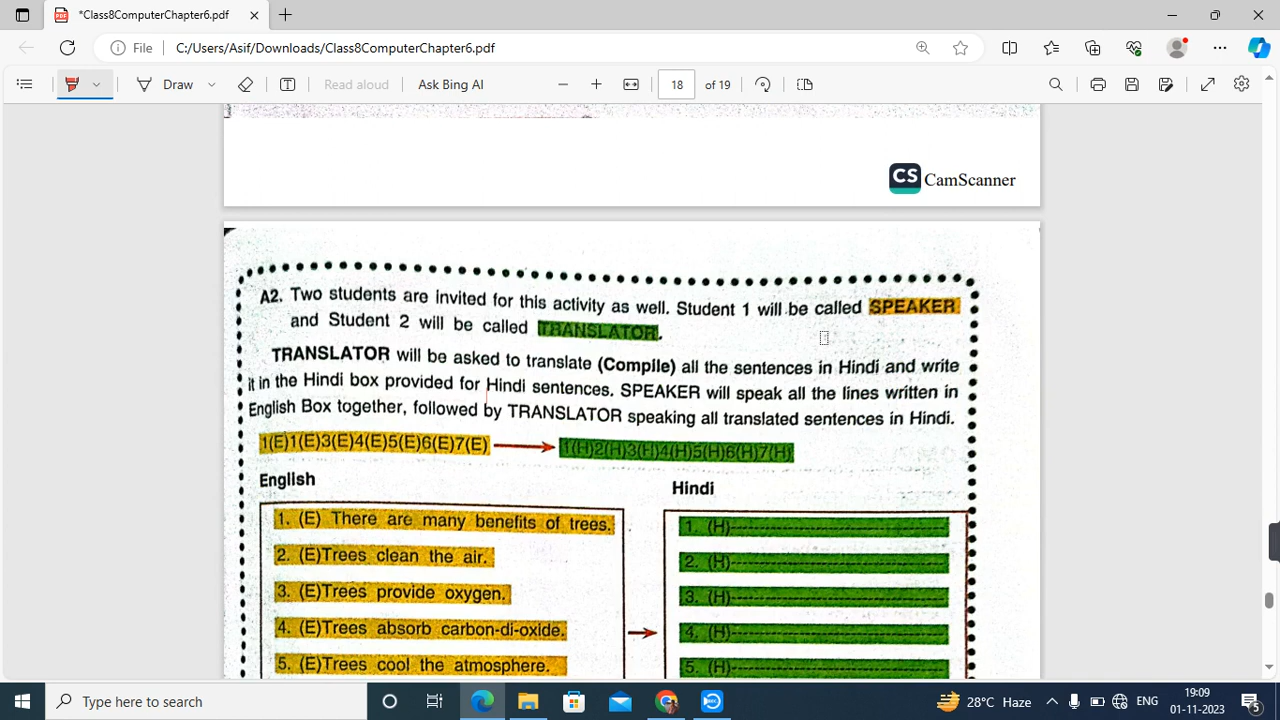 *Class8ComputerChapter6.pdf
File C:/Users/Asif/Downloads/Class8ComputerChapter6.pdf
Draw Read aloud Ask Bing AI 18 of 19
CS CamScanner
A2. Two students are invited for this activity as well. Student 1 will be called SPEAKER
and Student 2 will be called TRANSLATOR.
TRANSLATOR will be asked to translate (Compile) all the sentences in Hindi and write
it in the Hindi box provided for Hindi sentences. SPEAKER will speak all the lines written in
English Box together, followed by TRANSLATOR speaking all translated sentences in Hindi.
1(E)1(E)3(E)4(E)5(E)6(E)7(E) 1(H)2(H)3(H)4(H)5(H)6(H)7(H)
English Hindi
1. (E) There are many benefits of trees. 1. (H)
2. (E)Trees clean the air. 2. (H)
3. (E)Trees provide oxygen. 3. (H)
4. (E)Trees absorb carbon-di-oxide. 4. (H)
5. (E)Trees cool the atmosphere. 5. (H)
Type here to search 28°C Haze ENG 19:09
01-11-2023 5